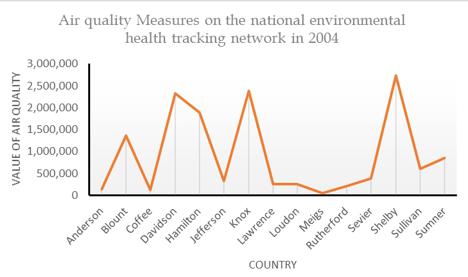 Air quality Measures on the national environmental
health tracking network in 2004
VALUE OF AIR QUALITY
3,000,000
2,500,000
2,000,000
1,500,000
1,000,000
500,000
0
Anderson
Blount
Coffee
Davidson
Hamilton
Jefferson
Knox
Lawrence
Loudon
Meigs
Rutherford
Sevier
Shelby
Sullivan
Sumner
COUNTRY